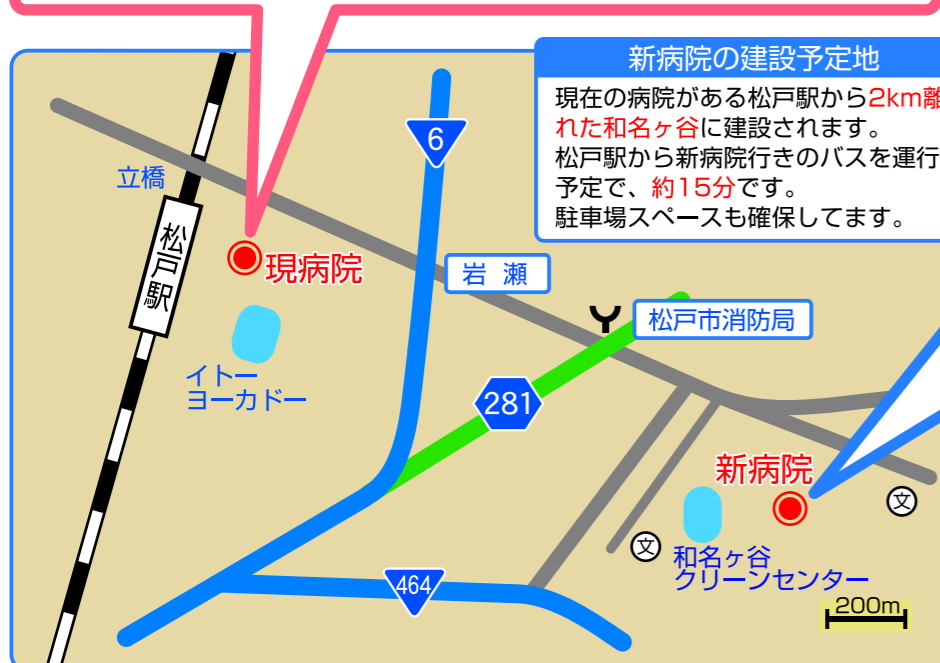 新病院の建設予定地
現在の病院がある松戸駅から2km離
れた和名ヶ谷に建設されます。
松戸駅から新病院行きのバスを運行
予定で、約15分です。
駐車場スペースも確保してます。
6
立橋
松戸駅
現病院
岩瀬
松戸市消防局
イトー
ヨーカドー
281
新病院
文
文
和名ヶ谷
クリーンセンター
464
200m